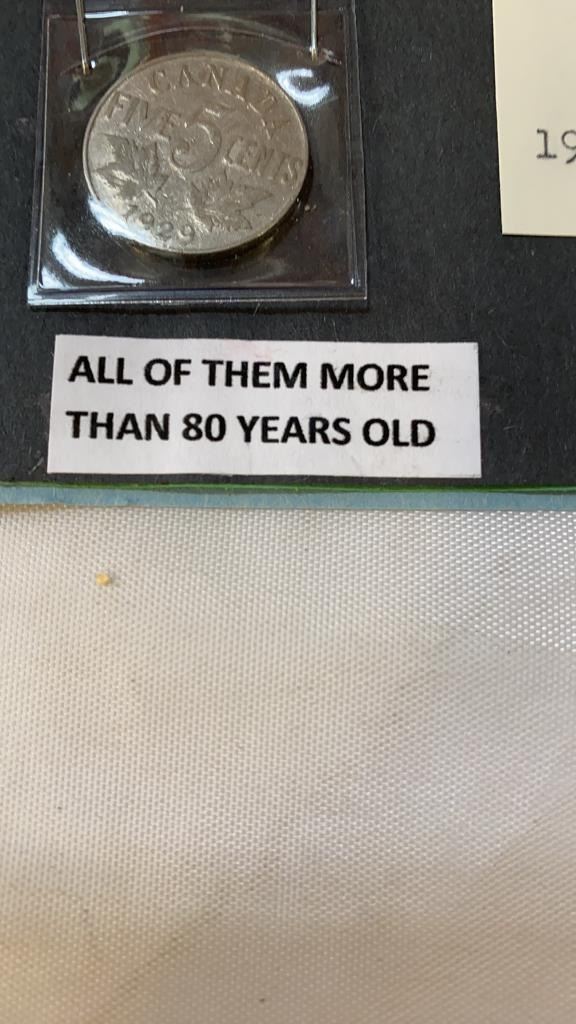 CANADA
FIVE 5 CENTS
1929
19
ALL OF THEM MORE
THAN 80 YEARS OLD